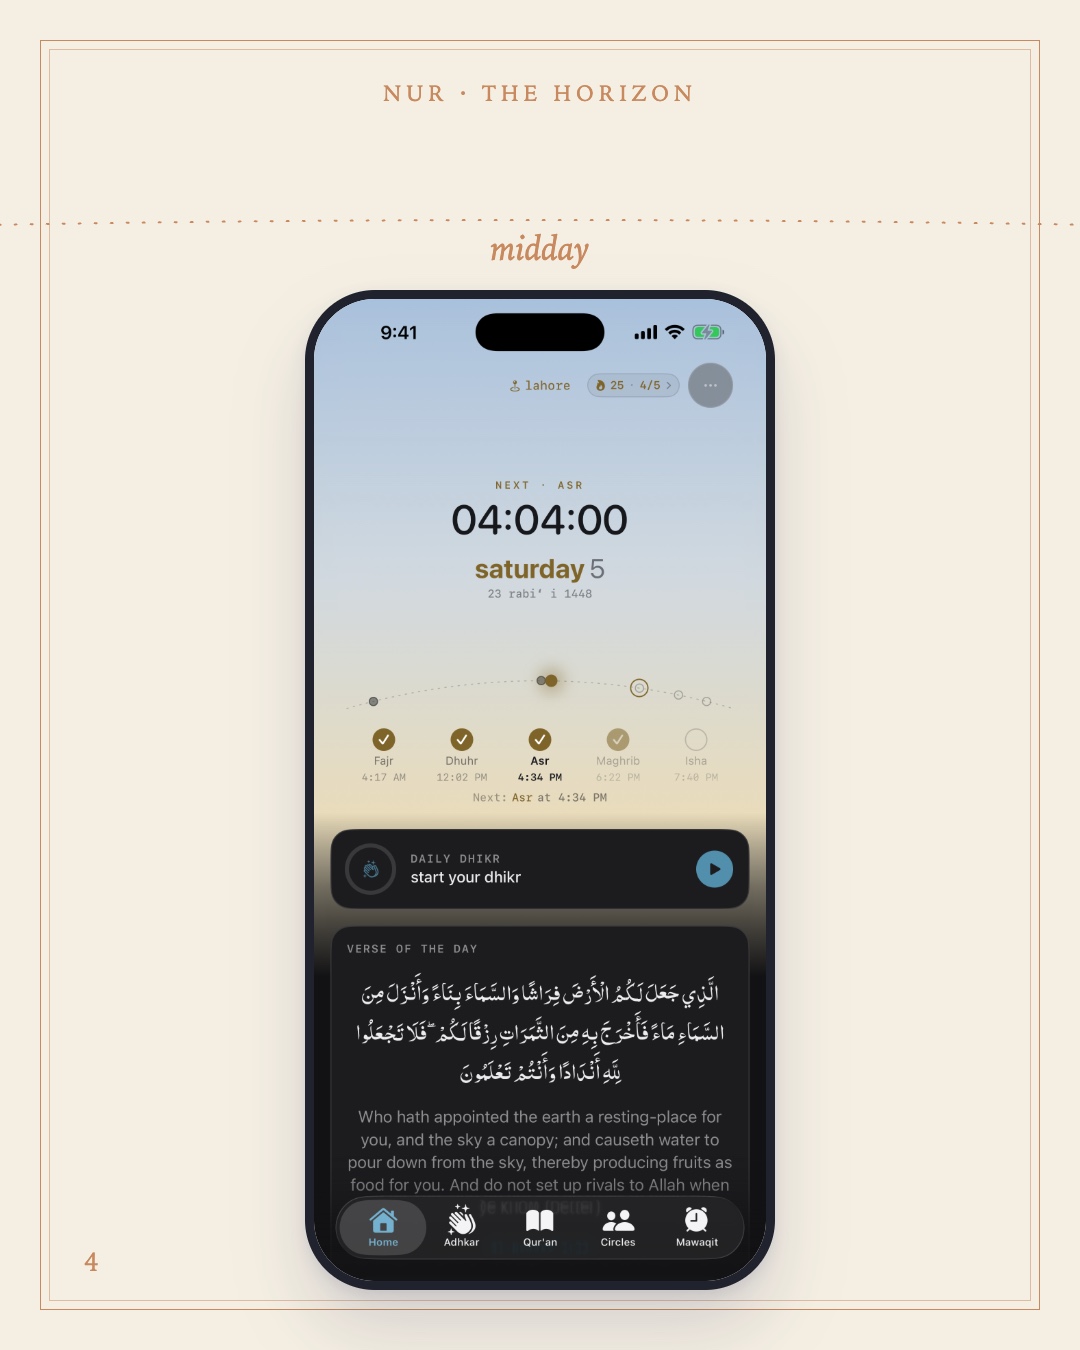 NUR · THE HORIZON
midday
9:41
lahore
25 · 4/5
NEXT · ASR
04:04:00
saturday 5
23 rabiʻ i 1448
Fajr Dhuhr Asr Maghrib Isha
4:17 AM 12:02 PM 4:34 PM 6:22 PM 7:40 PM
Next: Asr at 4:34 PM
DAILY DHIKR
start your dhikr
VERSE OF THE DAY
الَّذِي جَعَلَ لَكُمُ الْأَرْضَ فِرَاشًا وَالسَّمَاءَ بِنَاءً وَأَنْزَلَ مِنَ
السَّمَاءِ مَاءً فَأَخْرَجَ بِهِ مِنَ الثَّمَرَاتِ رِزْقًا لَكُمْ ۖ فَلَا تَجْعَلُوا
لِلَّهِ أَنْدَادًا وَأَنْتُمْ تَعْلَمُونَ
Who hath appointed the earth a resting-place for
you, and the sky a canopy; and causeth water to
pour down from the sky, thereby producing fruits as
food for you. And do not set up rivals to Allah when
Home Adhkar Qur'an Circles Mawaqit
4